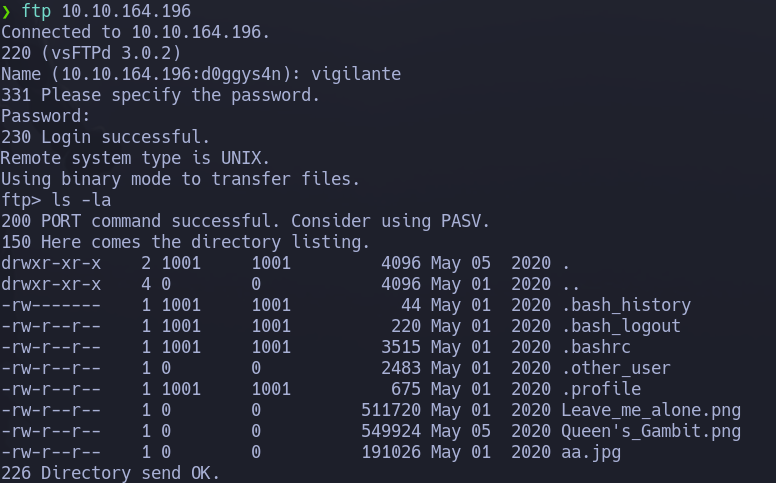 ❯ ftp 10.10.164.196
Connected to 10.10.164.196.
220 (vsFTPd 3.0.2)
Name (10.10.164.196:d0ggys4n): vigilante
331 Please specify the password.
Password:
230 Login successful.
Remote system type is UNIX.
Using binary mode to transfer files.
ftp> ls -la
200 PORT command successful. Consider using PASV.
150 Here comes the directory listing.
drwxr-xr-x    2 1001     1001         4096 May 05  2020 .
drwxr-xr-x    4 0        0            4096 May 01  2020 ..
-rw-------    1 1001     1001           44 May 01  2020 .bash_history
-rw-r--r--    1 1001     1001          220 May 01  2020 .bash_logout
-rw-r--r--    1 1001     1001         3515 May 01  2020 .bashrc
-rw-r--r--    1 0        0            2483 May 01  2020 .other_user
-rw-r--r--    1 1001     1001          675 May 01  2020 .profile
-rw-r--r--    1 0        0          511720 May 01  2020 Leave_me_alone.png
-rw-r--r--    1 0        0          549924 May 05  2020 Queen's_Gambit.png
-rw-r--r--    1 0        0          191026 May 01  2020 aa.jpg
226 Directory send OK.